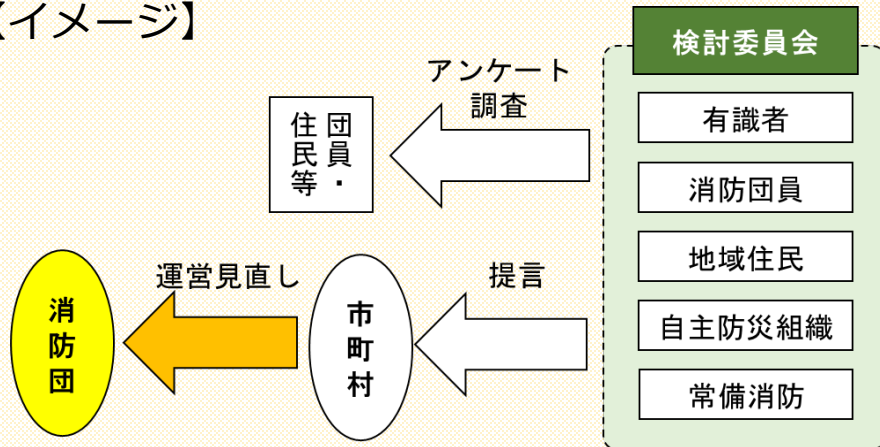 【イメージ】
検討委員会
有識者
消防団員
地域住民
自主防災組織
常備消防
アンケート
調査
団員・
住民等
提言
市町村
運営見直し
消防団